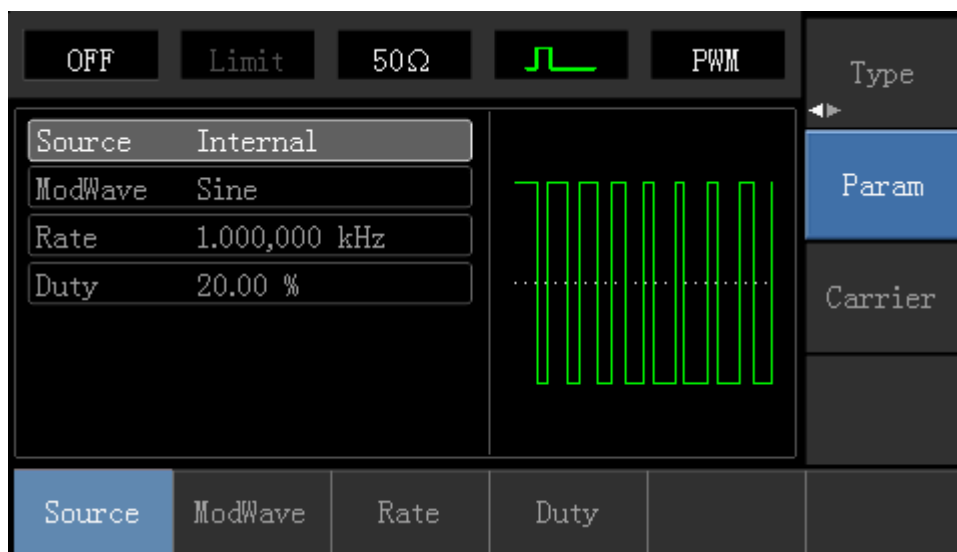 OFF Limit 50Ω PWM
Type
Source Internal
ModWave Sine
Rate 1.000,000 kHz
Duty 20.00 %
Param
Carrier
Source ModWave Rate Duty